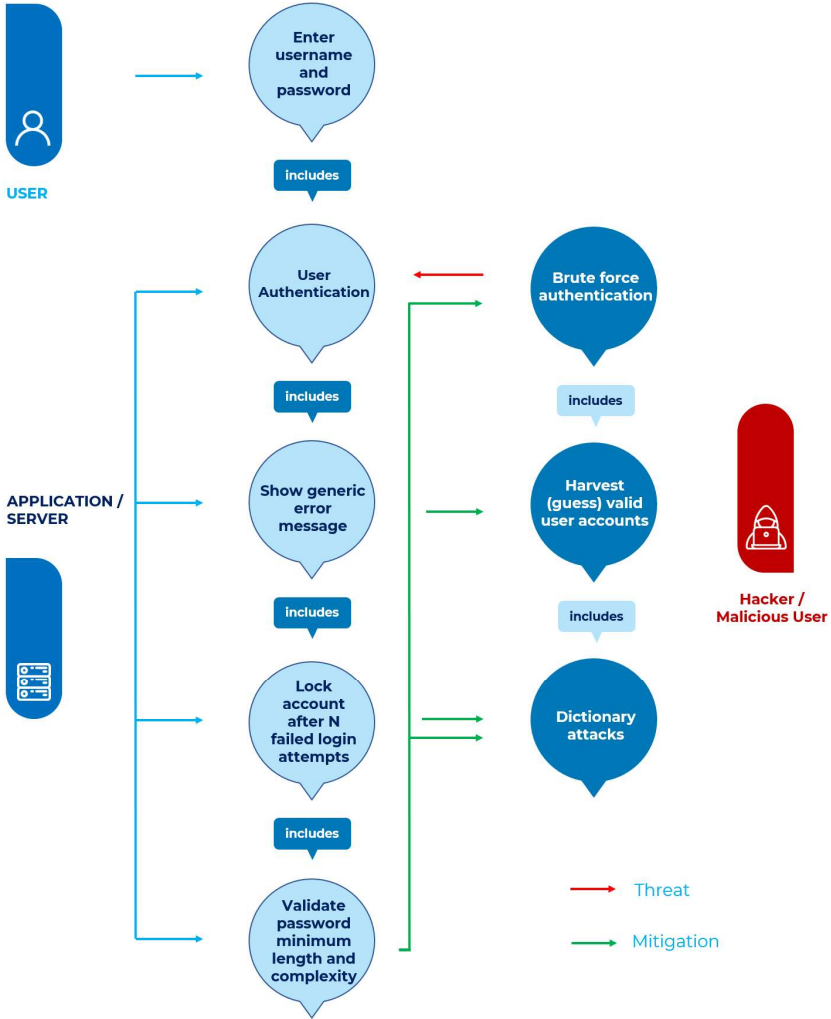 Enter
username
and
password
includes
USER
User
Authentication
Brute force
authentication
includes
includes
APPLICATION /
SERVER
Show generic
error
message
Harvest
(guess) valid
user accounts
Hacker /
Malicious User
includes
includes
Lock
account
after N
failed login
attempts
Dictionary
attacks
includes
Validate
password
minimum
length and
complexity
Threat
Mitigation